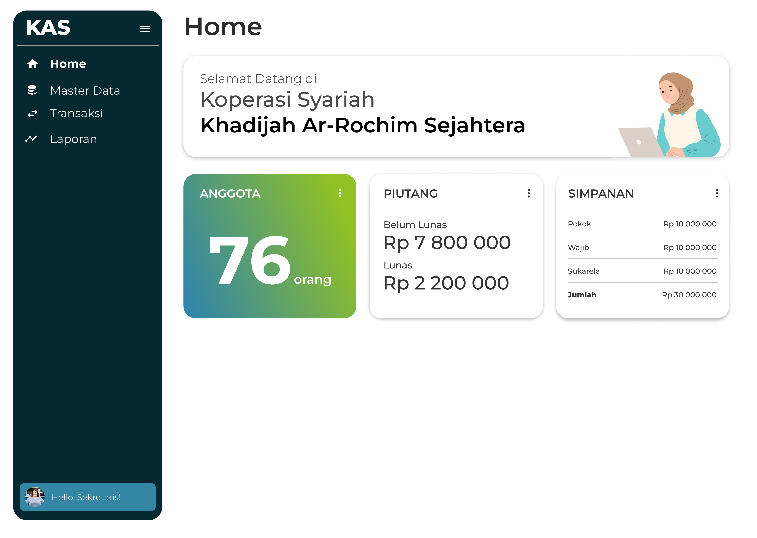 KAS
Home
Master Data
Transaksi
Laporan
Hello, Sekretaris!
Home
Selamat Datang di
Koperasi Syariah
Khadijah Ar-Rochim Sejahtera
ANGGOTA
76 orang
PIUTANG
Belum Lunas
Rp 7 800 000
Lunas
Rp 2 200 000
SIMPANAN
Pokok Rp 10 000 000
Wajib Rp 10 000 000
Sukarela Rp 10 000 000
Jumlah Rp 30 000 000